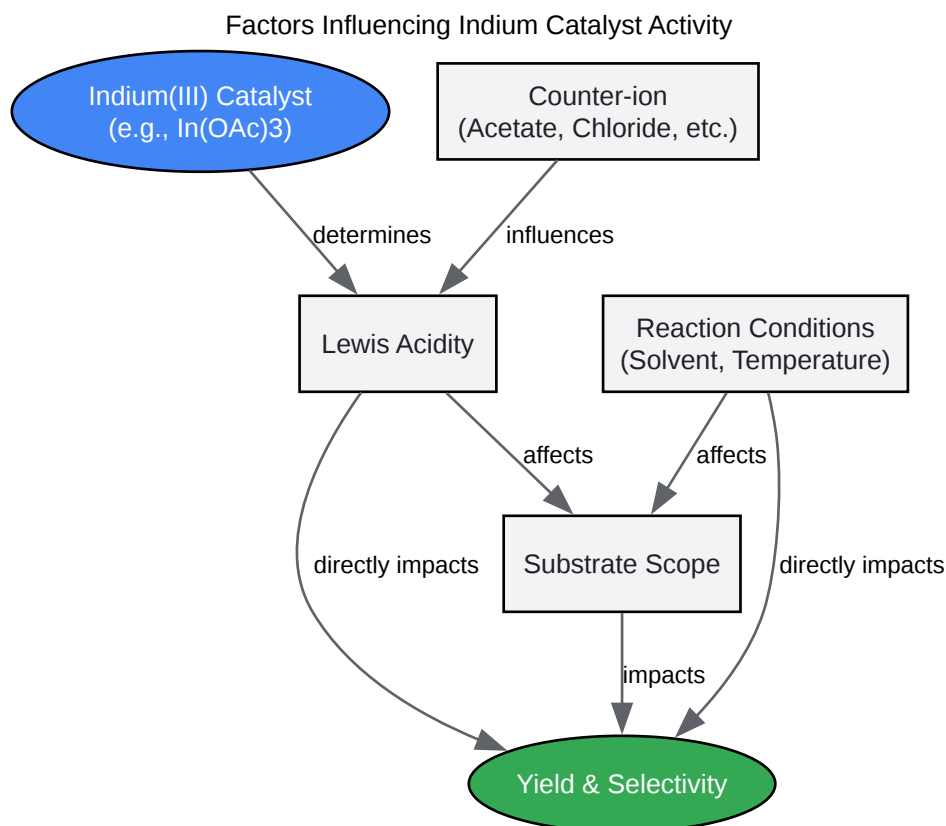 Factors Influencing Indium Catalyst Activity
Indium(III) Catalyst
(e.g., In(OAc)3)
Counter-ion
(Acetate, Chloride, etc.)
determines
influences
Lewis Acidity
Reaction Conditions
(Solvent, Temperature)
affects
affects
directly impacts
Substrate Scope
directly impacts
impacts
Yield & Selectivity